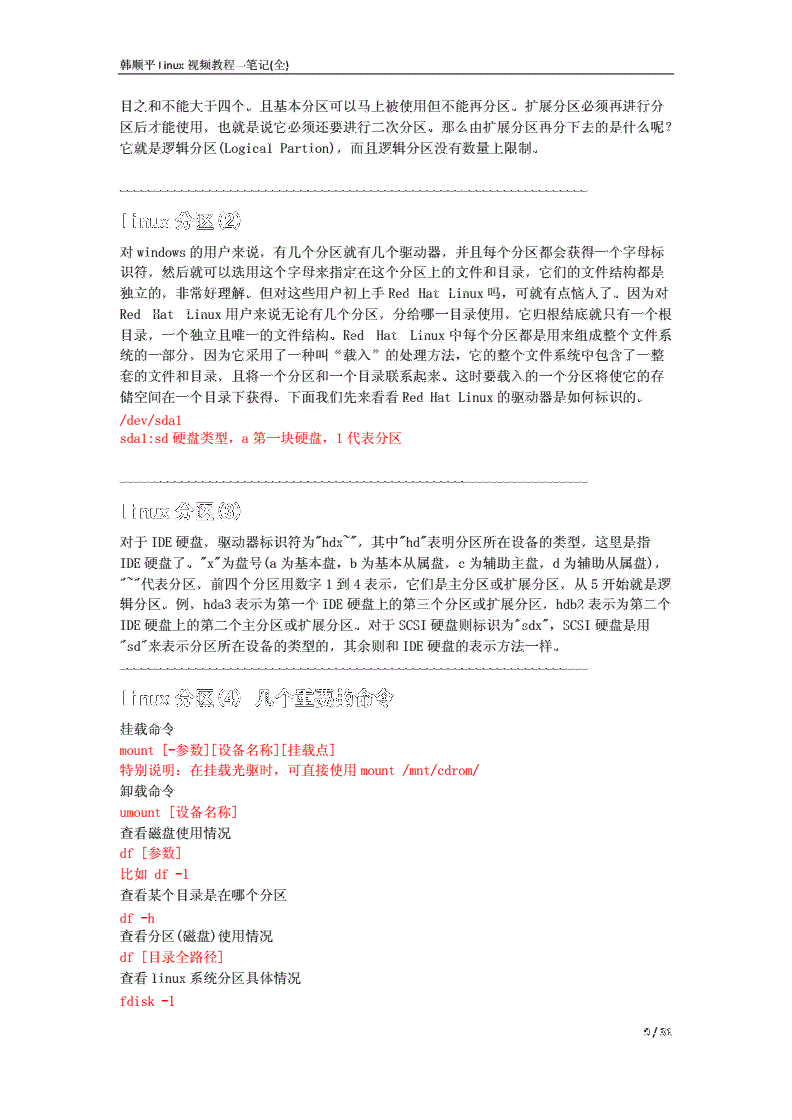 韩顺平 linux 视频教程—笔记(全)
目之和不能大于四个。且基本分区可以马上被使用但不能再分区。扩展分区必须再进行分
区后才能使用，也就是说它必须还要进行二次分区。那么由扩展分区再分下去的是什么呢？
它就是逻辑分区(Logical Partion)，而且逻辑分区没有数量上限制。
linux 分区(2)
对 windows 的用户来说，有几个分区就有几个驱动器，并且每个分区都会获得一个字母标
识符，然后就可以选用这个字母来指定在这个分区上的文件和目录，它们的文件结构都是
独立的，非常好理解。但对这些用户初上手 Red Hat Linux 吗，可就有点恼人了。因为对
Red Hat Linux 用户来说无论有几个分区，分给哪一目录使用，它归根结底就只有一个根
目录，一个独立且唯一的文件结构。Red Hat Linux 中每个分区都是用来组成整个文件系
统的一部分，因为它采用了一种叫“载入”的处理方法，它的整个文件系统中包含了一整
套的文件和目录，且将一个分区和一个目录联系起来。这时要载入的一个分区将使它的存
储空间在一个目录下获得。下面我们先来看看 Red Hat Linux 的驱动器是如何标识的。
/dev/sda1
sda1:sd 硬盘类型，a 第一块硬盘，1 代表分区
linux 分区(3)
对于 IDE 硬盘，驱动器标识符为"hdx~"，其中"hd"表明分区所在设备的类型，这里是指
IDE 硬盘了。"x"为盘号(a 为基本盘，b 为基本从属盘，c 为辅助主盘，d 为辅助从属盘)，
"~"代表分区，前四个分区用数字 1 到 4 表示，它们是主分区或扩展分区，从 5 开始就是逻
辑分区。例，hda3 表示为第一个 IDE 硬盘上的第三个分区或扩展分区，hdb2 表示为第二个
IDE 硬盘上的第二个主分区或扩展分区。对于 SCSI 硬盘则标识为"sdx"，SCSI 硬盘是用
"sd"来表示分区所在设备的类型的，其余则和 IDE 硬盘的表示方法一样。
linux 分区(4) 几个重要的命令
挂载命令
mount [-参数][设备名称][挂载点]
特别说明：在挂载光驱时，可直接使用 mount /mnt/cdrom/
卸载命令
umount [设备名称]
查看磁盘使用情况
df [参数]
比如 df -l
查看某个目录是在哪个分区
df -h
查看分区(磁盘)使用情况
df [目录全路径]
查看 linux 系统分区具体情况
fdisk -l